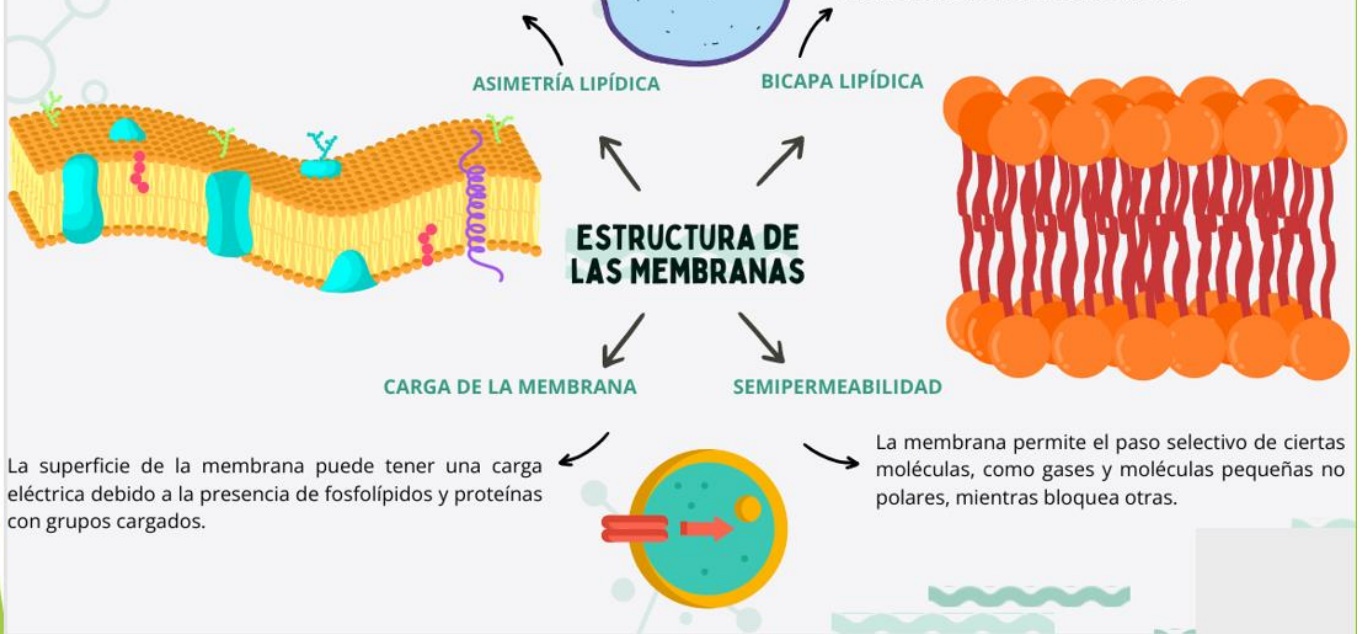 ASIMETRÍA LIPÍDICA
BICAPA LIPÍDICA
ESTRUCTURA DE
LAS MEMBRANAS
CARGA DE LA MEMBRANA
SEMIPERMEABILIDAD
La superficie de la membrana puede tener una carga
eléctrica debido a la presencia de fosfolípidos y proteínas
con grupos cargados.
La membrana permite el paso selectivo de ciertas
moléculas, como gases y moléculas pequeñas no
polares, mientras bloquea otras.